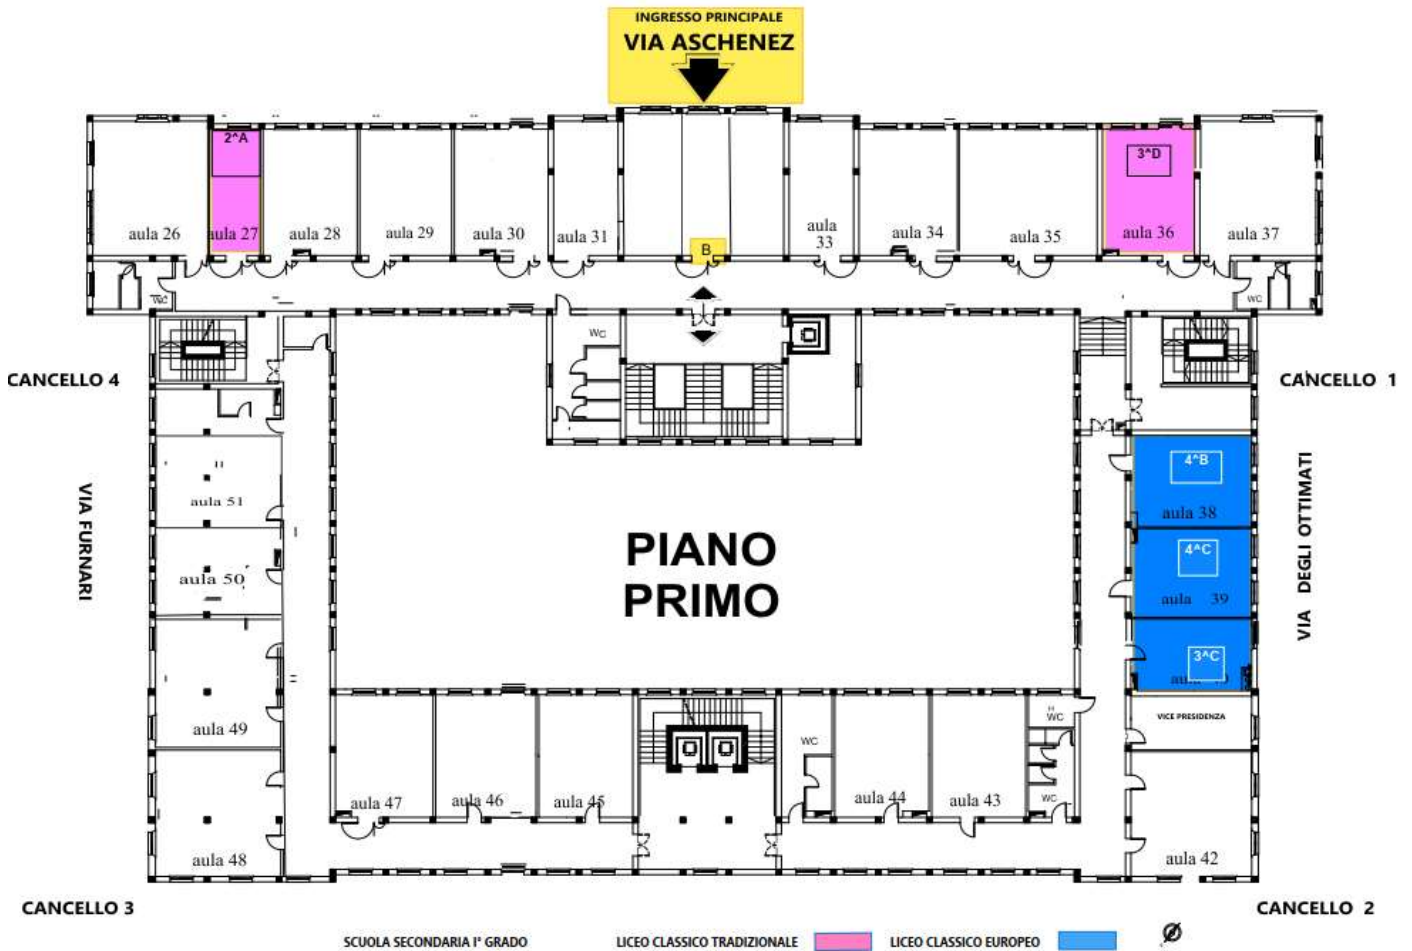 INGRESSO PRINCIPALE
VIA ASCHENEZ
2^A
3^D
aula 26
aula 27
aula 28
aula 29
aula 30
aula 31
B
aula
33
aula 34
aula 35
aula 36
aula 37
WC
WC
WC
CANCELLO 4
CANCELLO 1
VIA FURNARI
VIA DEGLI OTTIMATI
4^B
aula 38
aula 51
4^C
aula 39
aula 50
PIANO
PRIMO
3^C
aula 49
VICE PRESIDENZA
WC
WC
WC
aula 47
aula 46
aula 45
aula 44
aula 43
aula 48
aula 42
CANCELLO 3
CANCELLO 2
SCUOLA SECONDARIA I° GRADO
LICEO CLASSICO TRADIZIONALE
LICEO CLASSICO EUROPEO